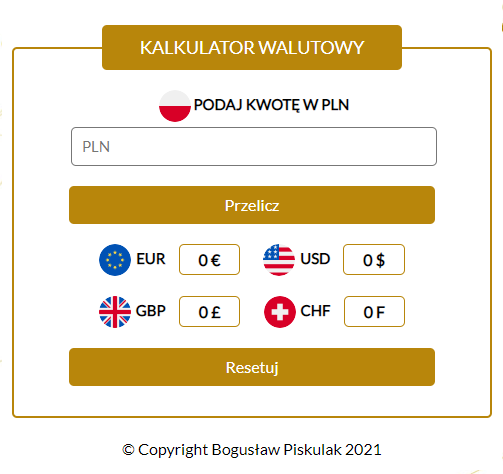 KALKULATOR WALUTOWY
PODAJ KWOTĘ W PLN
PLN
Przelicz
EUR 0 € USD 0 $
GBP 0 £ CHF 0 F
Resetuj
© Copyright Bogusław Piskulak 2021